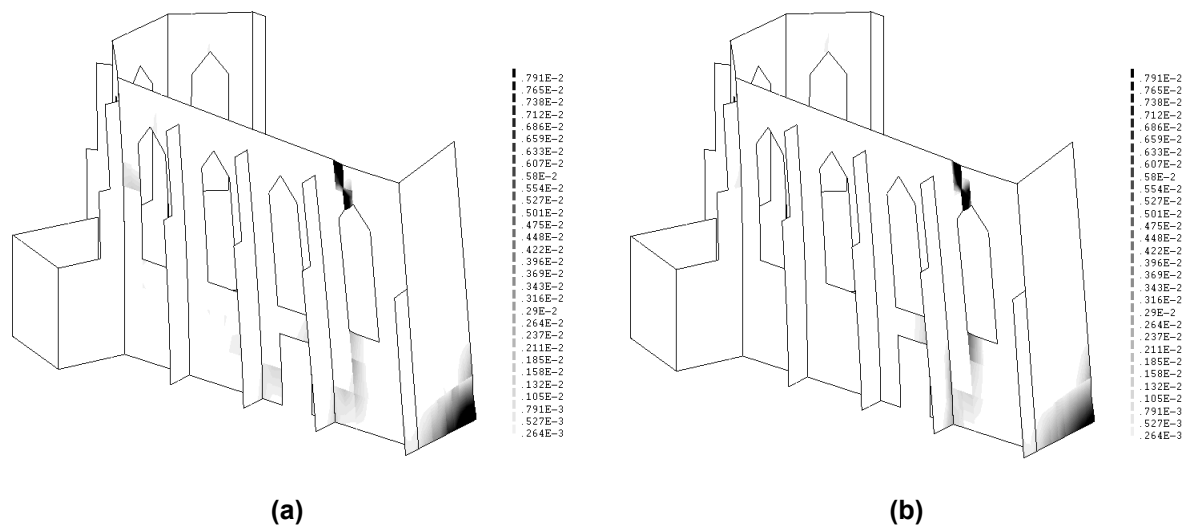 .791E-2
.765E-2
.738E-2
.712E-2
.686E-2
.659E-2
.633E-2
.607E-2
.58E-2
.554E-2
.527E-2
.501E-2
.475E-2
.448E-2
.422E-2
.396E-2
.369E-2
.343E-2
.316E-2
.29E-2
.264E-2
.237E-2
.211E-2
.185E-2
.158E-2
.132E-2
.105E-2
.791E-3
.527E-3
.264E-3
(a)
.791E-2
.765E-2
.738E-2
.712E-2
.686E-2
.659E-2
.633E-2
.607E-2
.58E-2
.554E-2
.527E-2
.501E-2
.475E-2
.448E-2
.422E-2
.396E-2
.369E-2
.343E-2
.316E-2
.29E-2
.264E-2
.237E-2
.211E-2
.185E-2
.158E-2
.132E-2
.105E-2
.791E-3
.527E-3
.264E-3
(b)